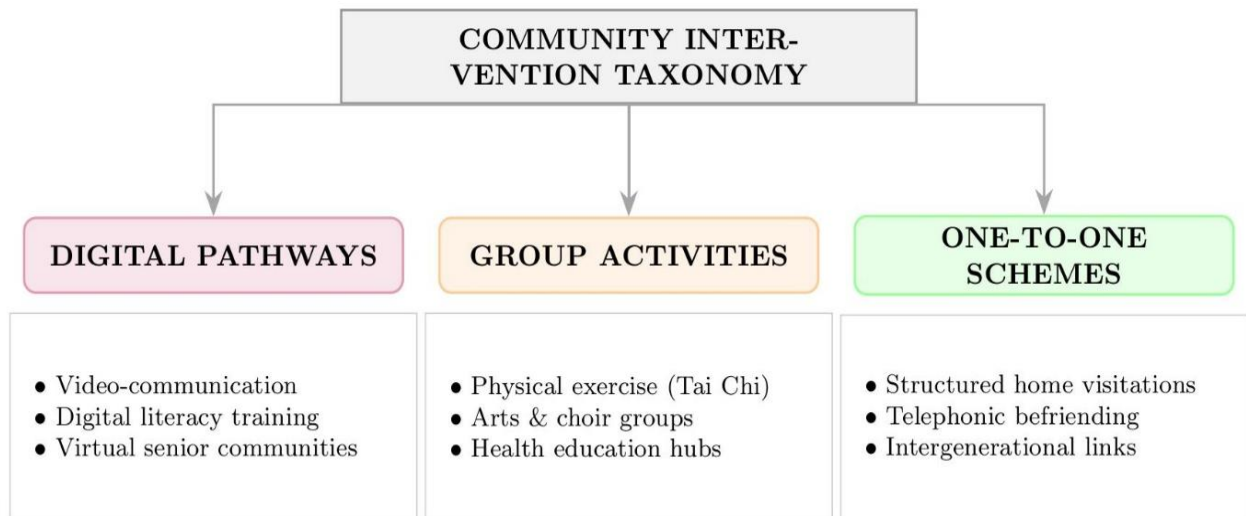 COMMUNITY INTER-
VENTION TAXONOMY
DIGITAL PATHWAYS
GROUP ACTIVITIES
ONE-TO-ONE
SCHEMES
• Video-communication
• Digital literacy training
• Virtual senior communities
• Physical exercise (Tai Chi)
• Arts & choir groups
• Health education hubs
• Structured home visitations
• Telephonic befriending
• Intergenerational links